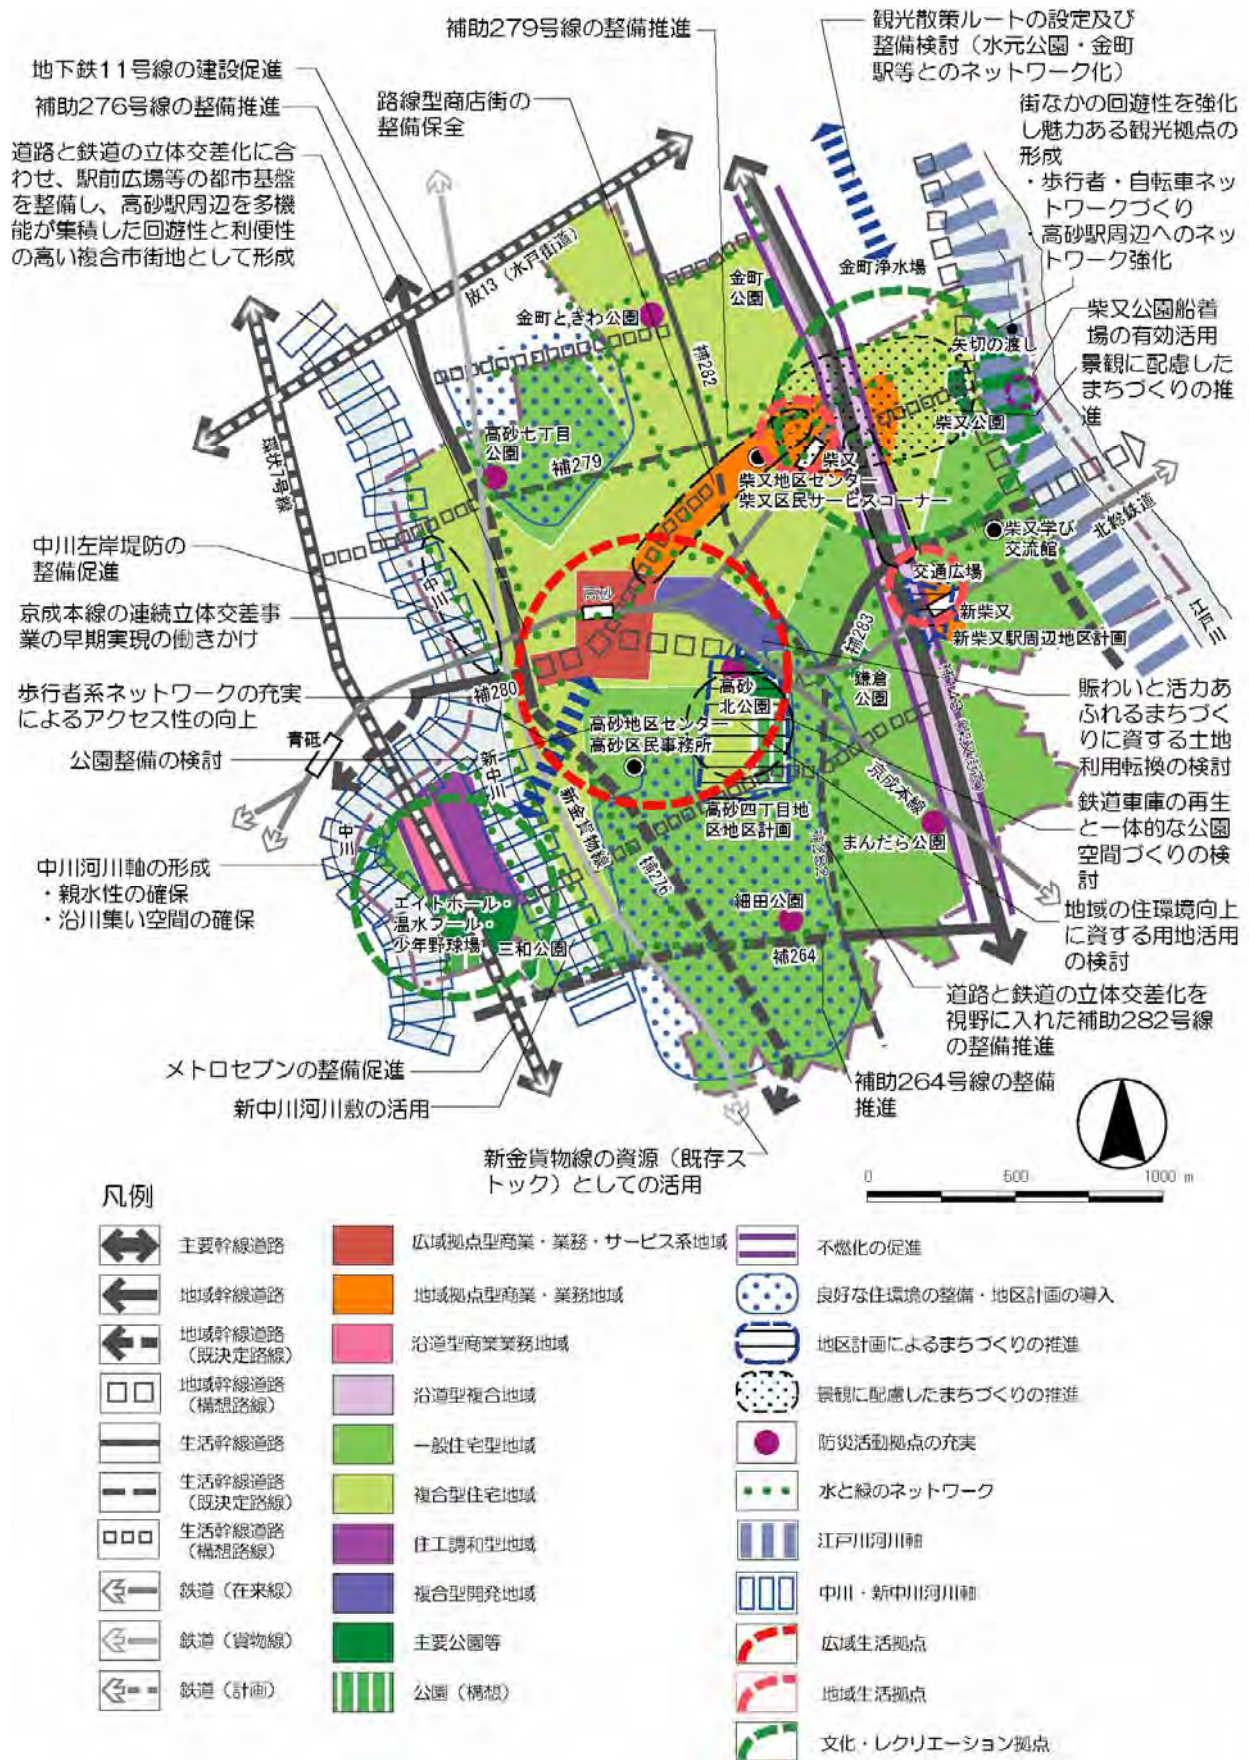 補助279号線の整備推進
観光散策ルートの設定及び
整備検討（水元公園・金町
駅等とのネットワーク化）
地下鉄11号線の建設促進
補助276号線の整備推進
路線型商店街の
整備保全
街なかの回遊性を強化
し魅力ある観光拠点の
形成
・歩行者・自転車ネッ
トワークづくり
・高砂駅周辺へのネッ
トワーク強化
道路と鉄道の立体交差化に合
わせ、駅前広場等の都市基盤
を整備し、高砂駅周辺を多機
能が集積した回遊性と利便性
の高い複合市街地として形成
放13（水戸街道）
金町浄水場
金町
公園
金町ときわ公園
矢切の渡し
柴又公園船着
場の有効活用
景観に配慮した
まちづくりの推
進
補282
柴又公園
環状7号線
高砂七丁目
公園
補279
柴又
柴又地区センター
柴又区民サービスコーナー
北総鉄道
柴又学び
交流館
江戸川
中川左岸堤防の
整備促進
中川
交通広場
新柴又
新柴又駅周辺地区計画
京成本線の連続立体交差事
業の早期実現の働きかけ
高砂
補283
鎌倉
公園
歩行者系ネットワークの充実
によるアクセス性の向上
補280
高砂
北公園
賑わいと活力あ
ふれるまちづく
りに資する土地
利用転換の検討
公園整備の検討
青砥
新中川
高砂地区センター
高砂区民事務所
京成本線
新金貨物線
高砂四丁目地
区地区計画
まんだら公園
鉄道車庫の再生
と一体的な公園
空間づくりの検
討
中川
中川河川軸の形成
・親水性の確保
・沿川集い空間の確保
補276
補282
細田公園
エイトホール・
温水プール・
少年野球場
三和公園
補264
地域の住環境向上
に資する用地活用
の検討
道路と鉄道の立体交差化を
視野に入れた補助282号線
の整備推進
メトロセブンの整備促進
新中川河川敷の活用
補助264号線の整備
推進
新金貨物線の資源（既存ス
トック）としての活用
0 500 1000 m
凡例
主要幹線道路
地域幹線道路
地域幹線道路
（既決定路線）
地域幹線道路
（構想路線）
生活幹線道路
生活幹線道路
（既決定路線）
生活幹線道路
（構想路線）
鉄道（在来線）
鉄道（貨物線）
鉄道（計画）
広域拠点型商業・業務・サービス系地域
地域拠点型商業・業務地域
沿道型商業業務地域
沿道型複合地域
一般住宅型地域
複合型住宅地域
住工調和型地域
複合型開発地域
主要公園等
公園（構想）
不燃化の促進
良好な住環境の整備・地区計画の導入
地区計画によるまちづくりの推進
景観に配慮したまちづくりの推進
防災活動拠点の充実
水と緑のネットワーク
江戸川河川軸
中川・新中川河川軸
広域生活拠点
地域生活拠点
文化・レクリエーション拠点